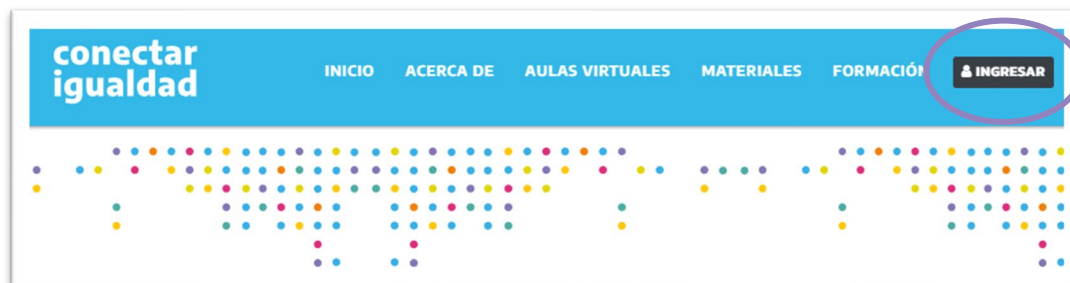 conectar
igualdad
INICIO ACERCA DE AULAS VIRTUALES MATERIALES FORMACIÓN INGRESAR